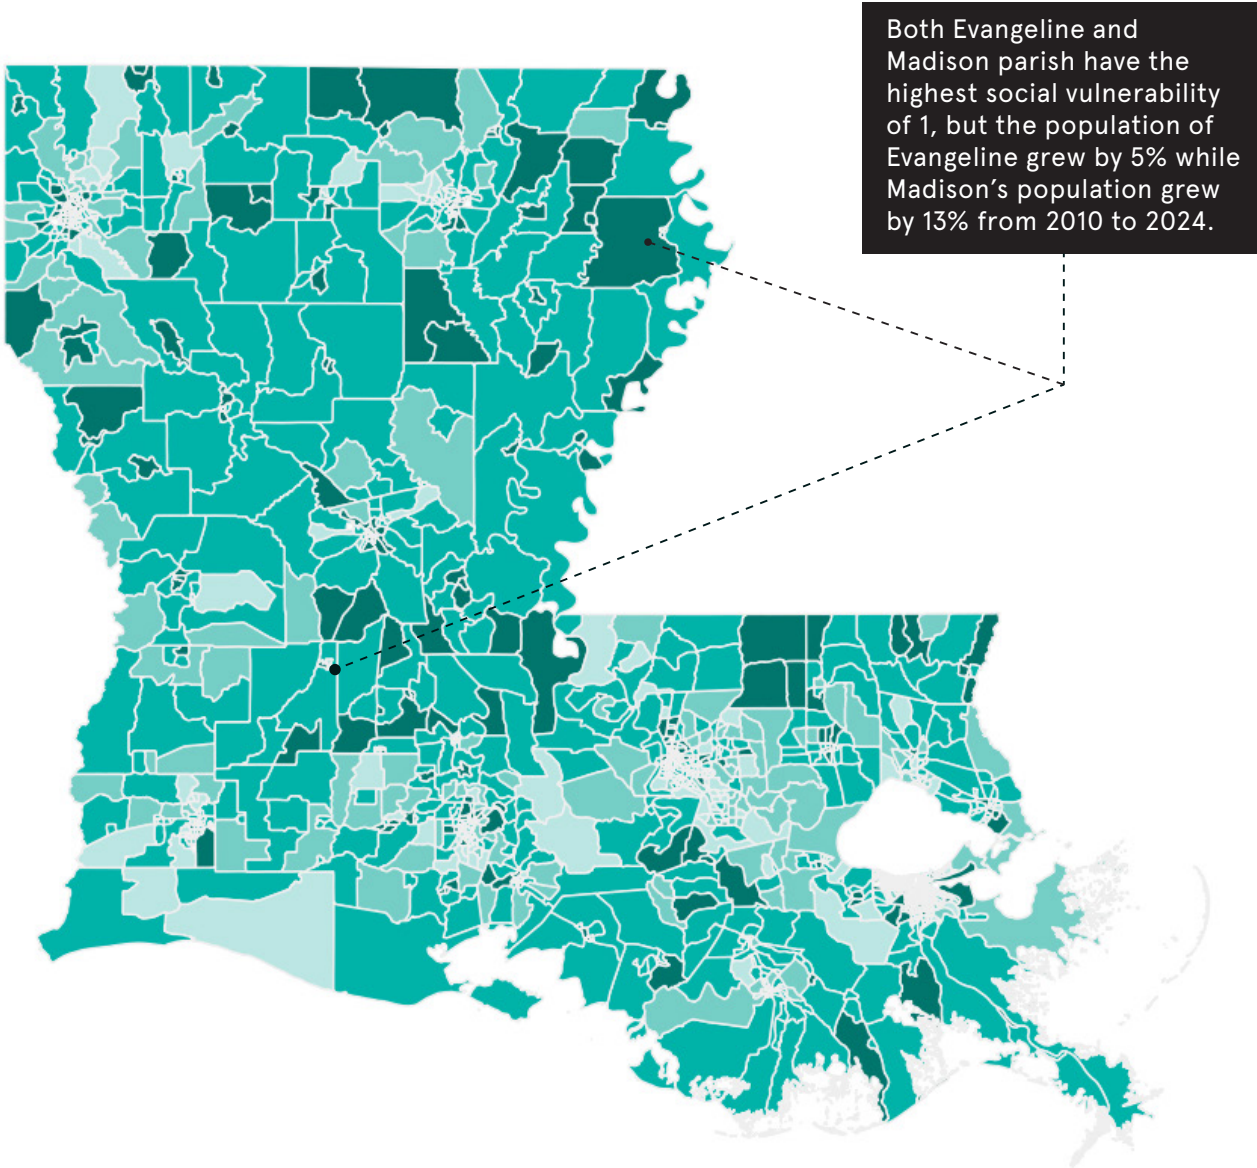 Both Evangeline and
Madison parish have the
highest social vulnerability
of 1, but the population of
Evangeline grew by 5% while
Madison’s population grew
by 13% from 2010 to 2024.